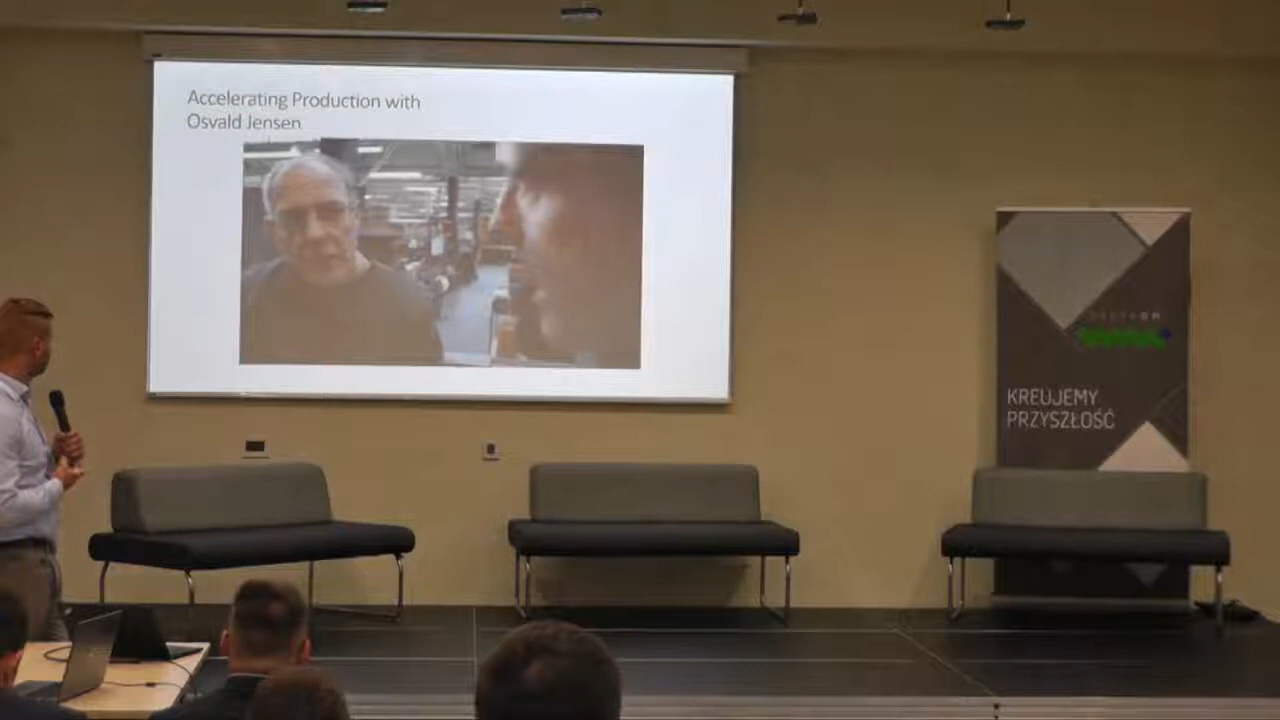 Accelerating Production with
Osvald Jensen
KREUJEMY
PRZYSZŁOŚĆ